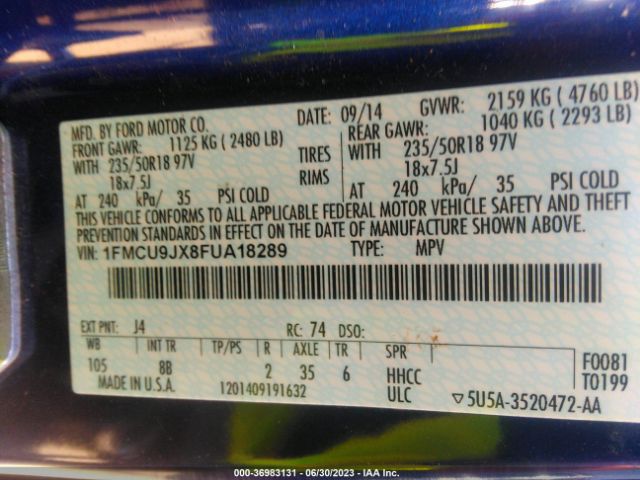 MFD. BY FORD MOTOR CO. DATE: 09/14 GVWR: 2159 KG ( 4760 LB)
FRONT GAWR: 1125 KG ( 2480 LB) REAR GAWR: 1040 KG ( 2293 LB)
WITH 235/50R18 97V TIRES WITH 235/50R18 97V
18x7.5J RIMS 18x7.5J
AT 240 kPa/ 35 PSI COLD AT 240 kPa/ 35 PSI COLD
THIS VEHICLE CONFORMS TO ALL APPLICABLE FEDERAL MOTOR VEHICLE SAFETY AND THEFT
PREVENTION STANDARDS IN EFFECT ON THE DATE OF MANUFACTURE SHOWN ABOVE.
VIN: 1FMCU9JX8FUA18289 TYPE: MPV
EXT PNT: J4 RC: 74 DSO:
WB INT TR TP/PS R AXLE TR SPR F0081
105 8B 2 35 6 HHCC T0199
MADE IN U.S.A. 1201409191632 ULC ▽5U5A-3520472-AA
000-36983131 - 06/30/2023 - IAA Inc.